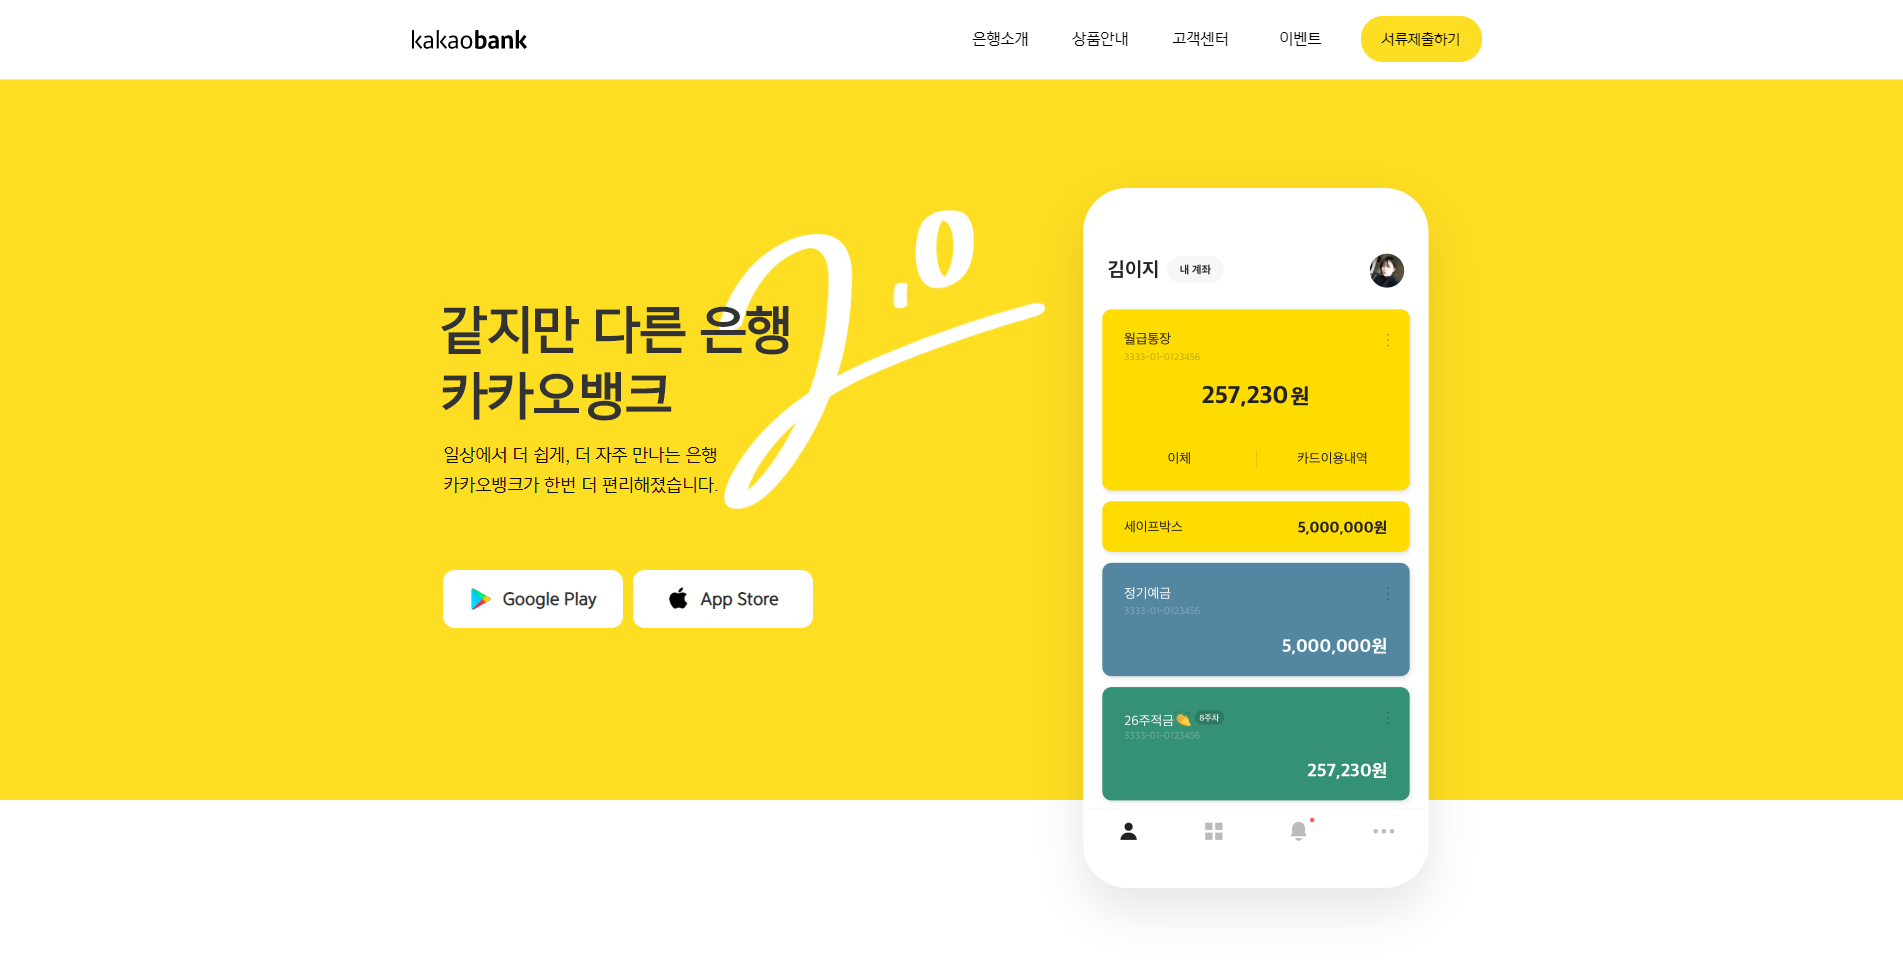 kakaobank
은행소개 상품안내 고객센터 이벤트 서류제출하기
2.0
같지만 다른 은행
카카오뱅크
일상에서 더 쉽게, 더 자주 만나는 은행
카카오뱅크가 한번 더 편리해졌습니다.
Google Play
App Store
김이지 내 계좌
월급통장
3333-01-0123456
257,230원
이체 카드이용내역
세이프박스 5,000,000원
정기예금
3333-01-0123456
5,000,000원
26주적금👏 8주차
3333-01-0123456
257,230원